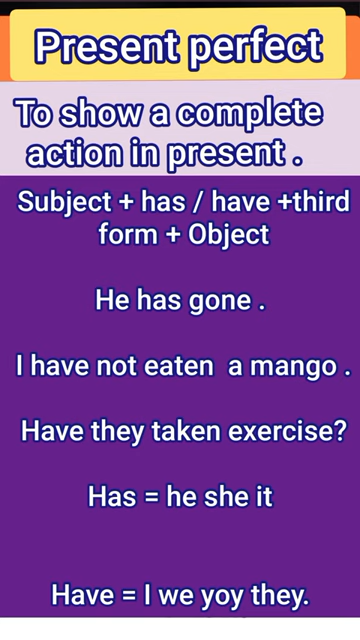 Present perfect
To show a complete
action in present .
Subject + has / have +third
form + Object
He has gone .
I have not eaten  a mango .
Have they taken exercise?
Has = he she it
Have = I we yoy they.